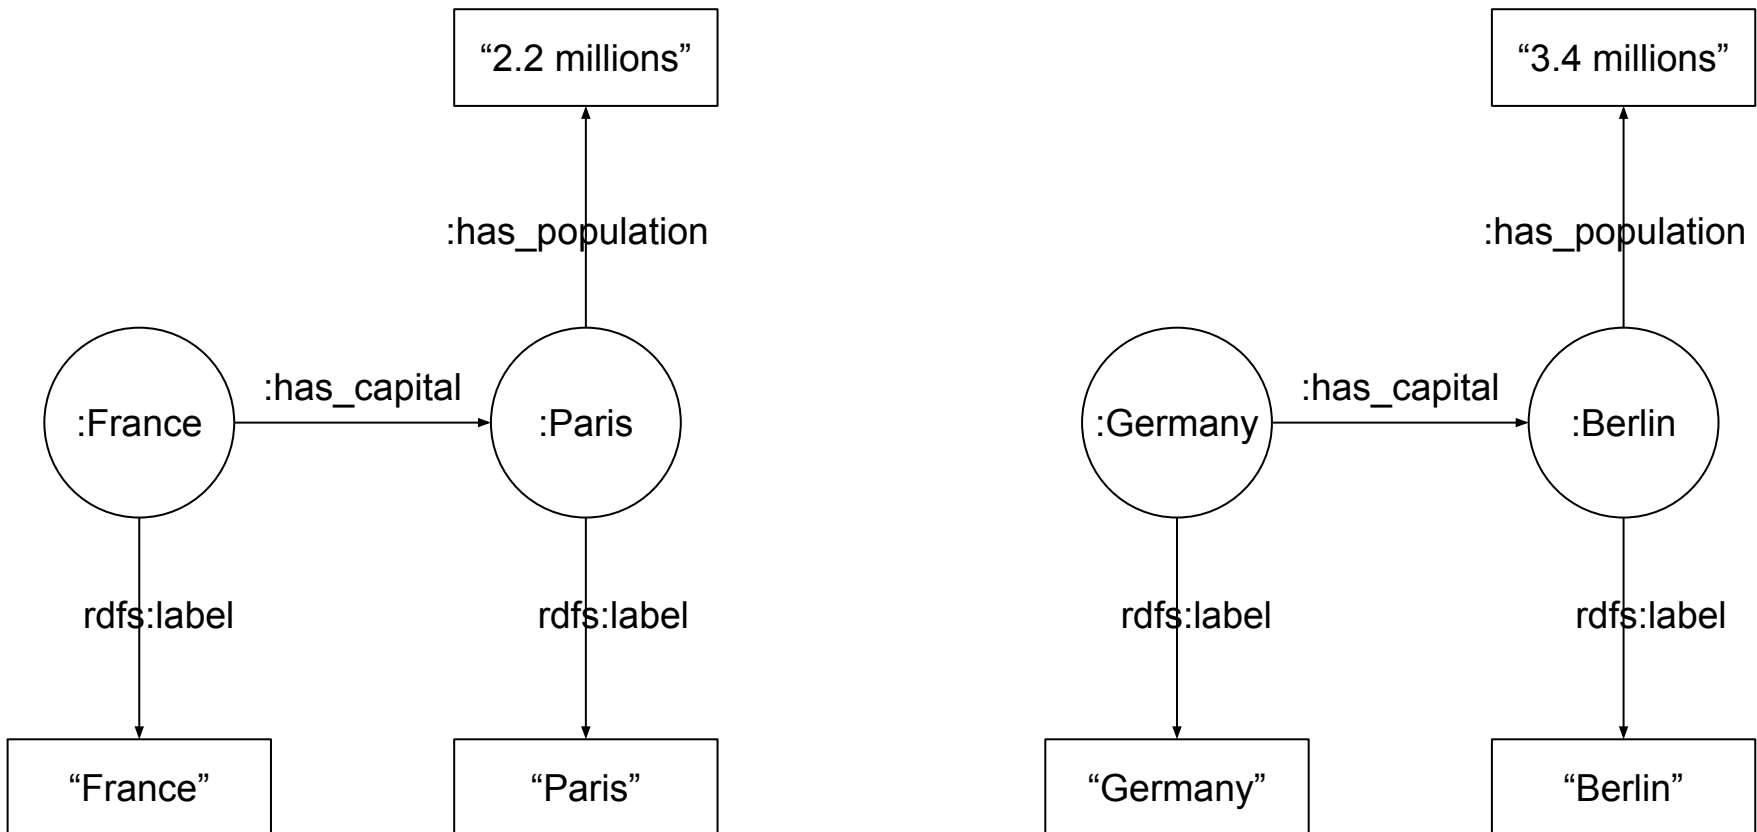 “2.2 millions”
“3.4 millions”
:has_population
:has_population
:France
:has_capital
:Paris
:Germany
:has_capital
:Berlin
rdfs:label
rdfs:label
rdfs:label
rdfs:label
“France”
“Paris”
“Germany”
“Berlin”